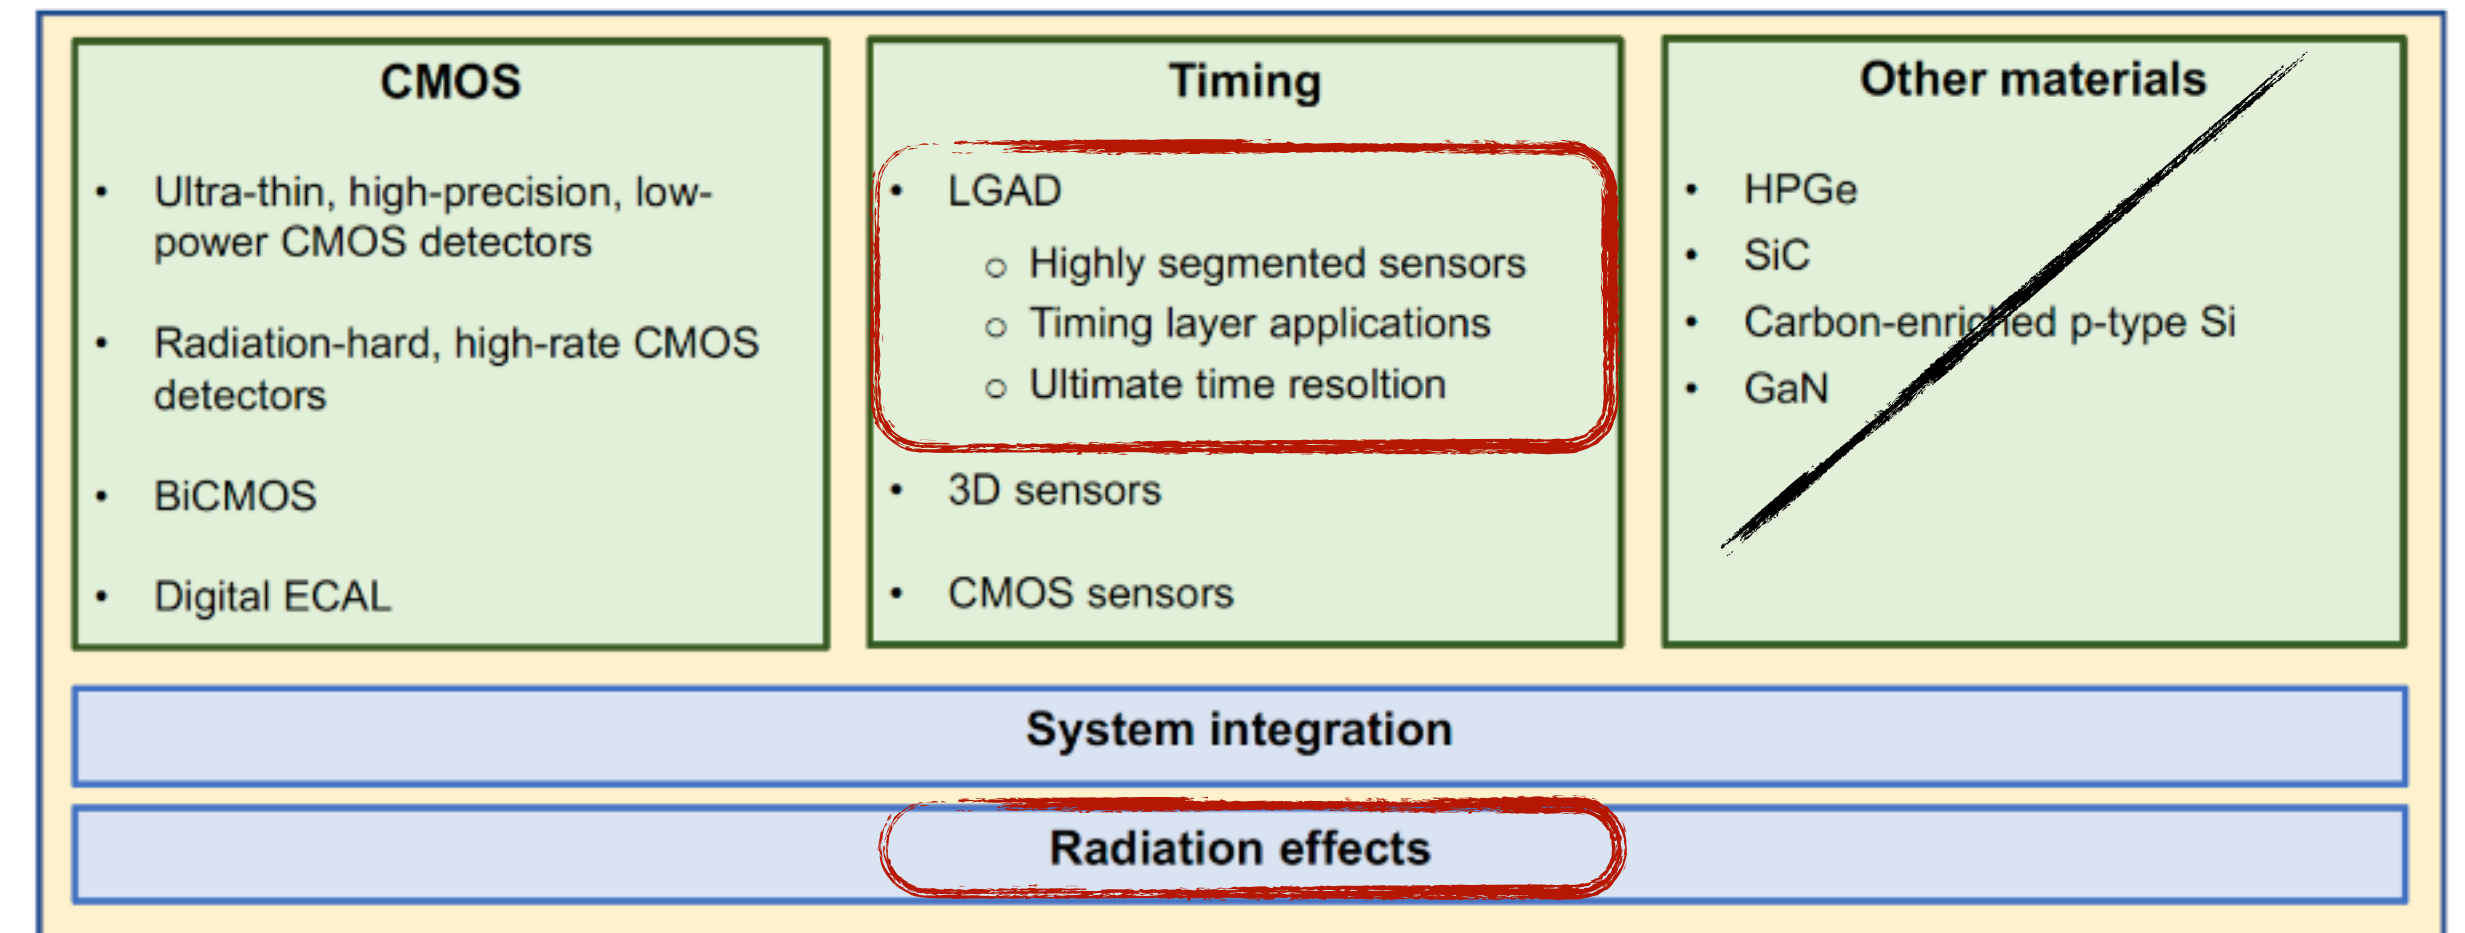 CMOS
• Ultra-thin, high-precision, low-
power CMOS detectors
• Radiation-hard, high-rate CMOS
detectors
• BiCMOS
• Digital ECAL
Timing
• LGAD
o Highly segmented sensors
o Timing layer applications
o Ultimate time resoltion
• 3D sensors
• CMOS sensors
Other materials
• HPGe
• SiC
• Carbon-enriched p-type Si
• GaN
System integration
Radiation effects